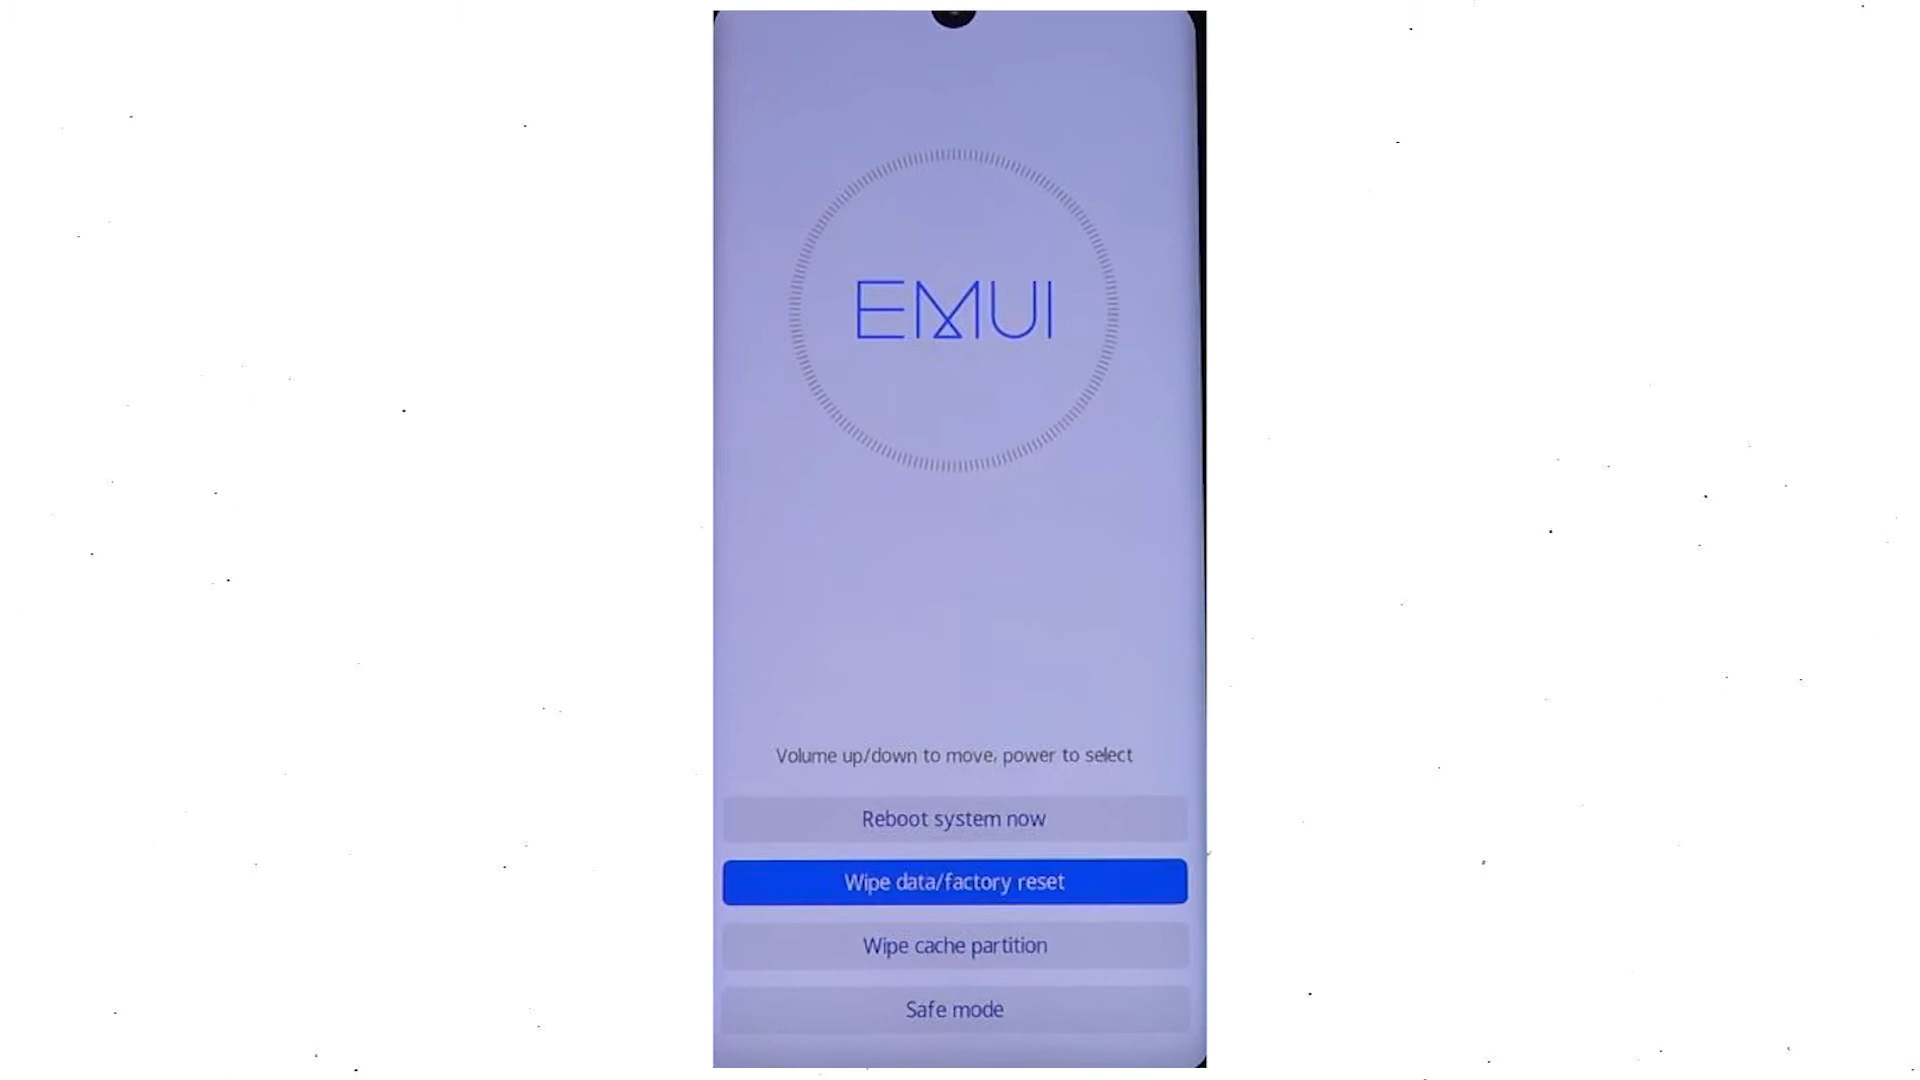 EMUI
Volume up/down to move, power to select
Reboot system now
Wipe data/factory reset
Wipe cache partition
Safe mode